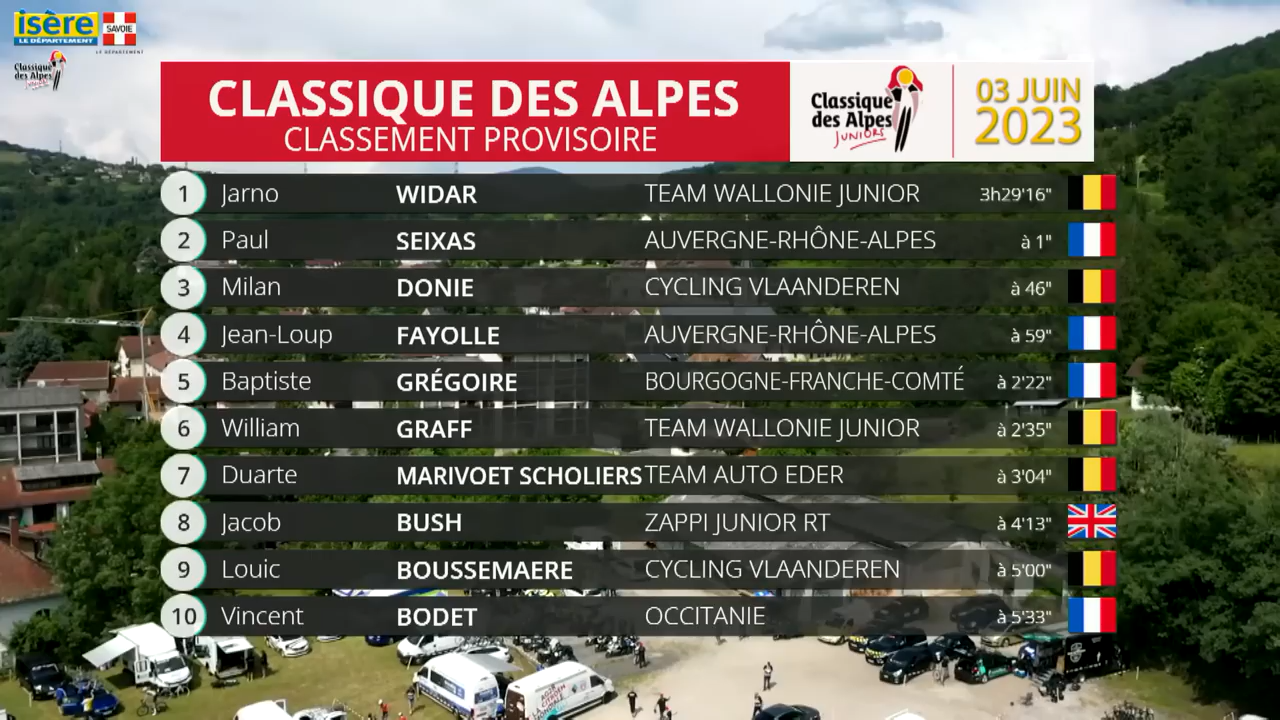 isère
LE DÉPARTEMENT
SAVOIE
LE DÉPARTEMENT
Classique
des Alpes
JUNIORS
CLASSIQUE DES ALPES
CLASSEMENT PROVISOIRE
Classique
des Alpes
JUNIORS
03 JUIN
2023
1 Jarno WIDAR TEAM WALLONIE JUNIOR 3h29'16"
2 Paul SEIXAS AUVERGNE-RHÔNE-ALPES à 1"
3 Milan DONIE CYCLING VLAANDEREN à 46"
4 Jean-Loup FAYOLLE AUVERGNE-RHÔNE-ALPES à 59"
5 Baptiste GRÉGOIRE BOURGOGNE-FRANCHE-COMTÉ à 2'22"
6 William GRAFF TEAM WALLONIE JUNIOR à 2'35"
7 Duarte MARIVOET SCHOLIERS TEAM AUTO EDER à 3'04"
8 Jacob BUSH ZAPPI JUNIOR RT à 4'13"
9 Louic BOUSSEMAERE CYCLING VLAANDEREN à 5'00"
10 Vincent BODET OCCITANIE à 5'33"